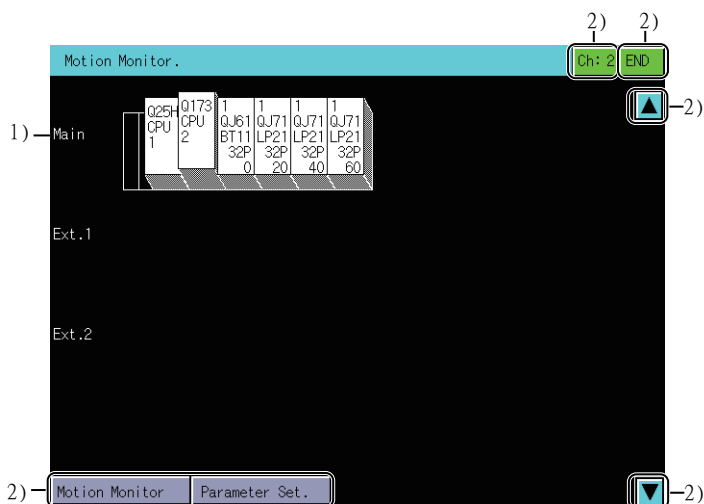 2) 2)
Motion Monitor. Ch: 2 END
2)
1) Main
Q25H
CPU
1
Q173
CPU
2
1
QJ61
BT11
32P
0
1
QJ71
LP21
32P
20
1
QJ71
LP21
32P
40
1
QJ71
LP21
32P
60
Ext.1
Ext.2
2) Motion Monitor Parameter Set. 2)